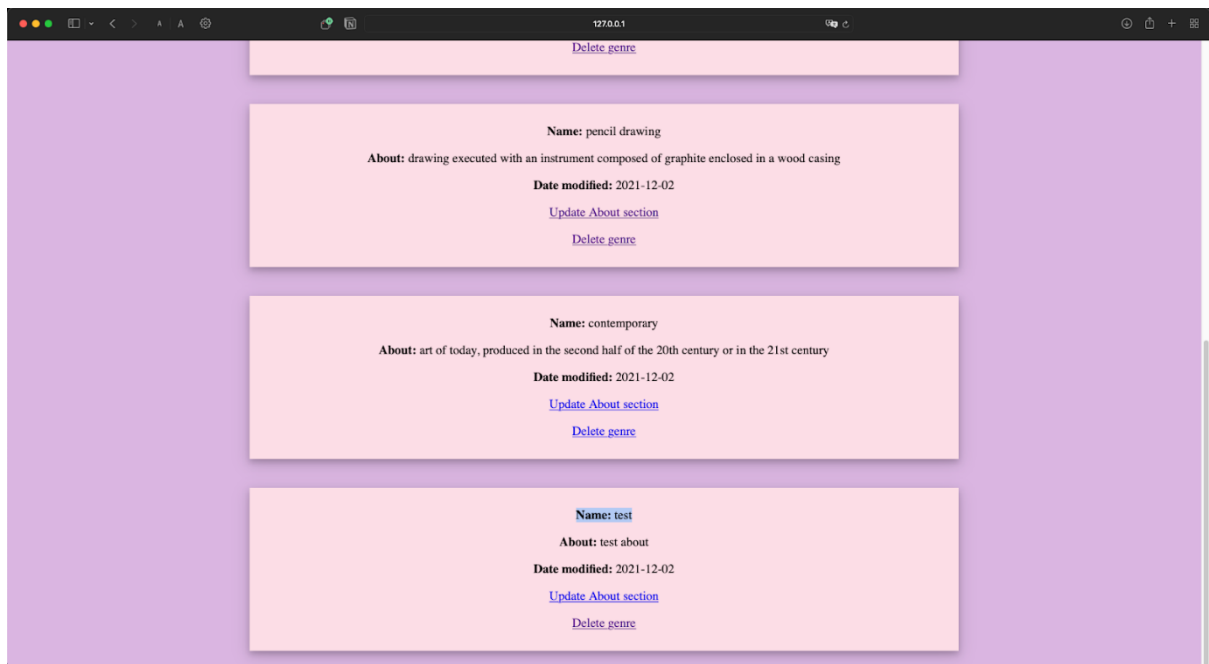 A A 127.0.0.1
Delete genre
Name: pencil drawing
About: drawing executed with an instrument composed of graphite enclosed in a wood casing
Date modified: 2021-12-02
Update About section
Delete genre
Name: contemporary
About: art of today, produced in the second half of the 20th century or in the 21st century
Date modified: 2021-12-02
Update About section
Delete genre
Name: test
About: test about
Date modified: 2021-12-02
Update About section
Delete genre